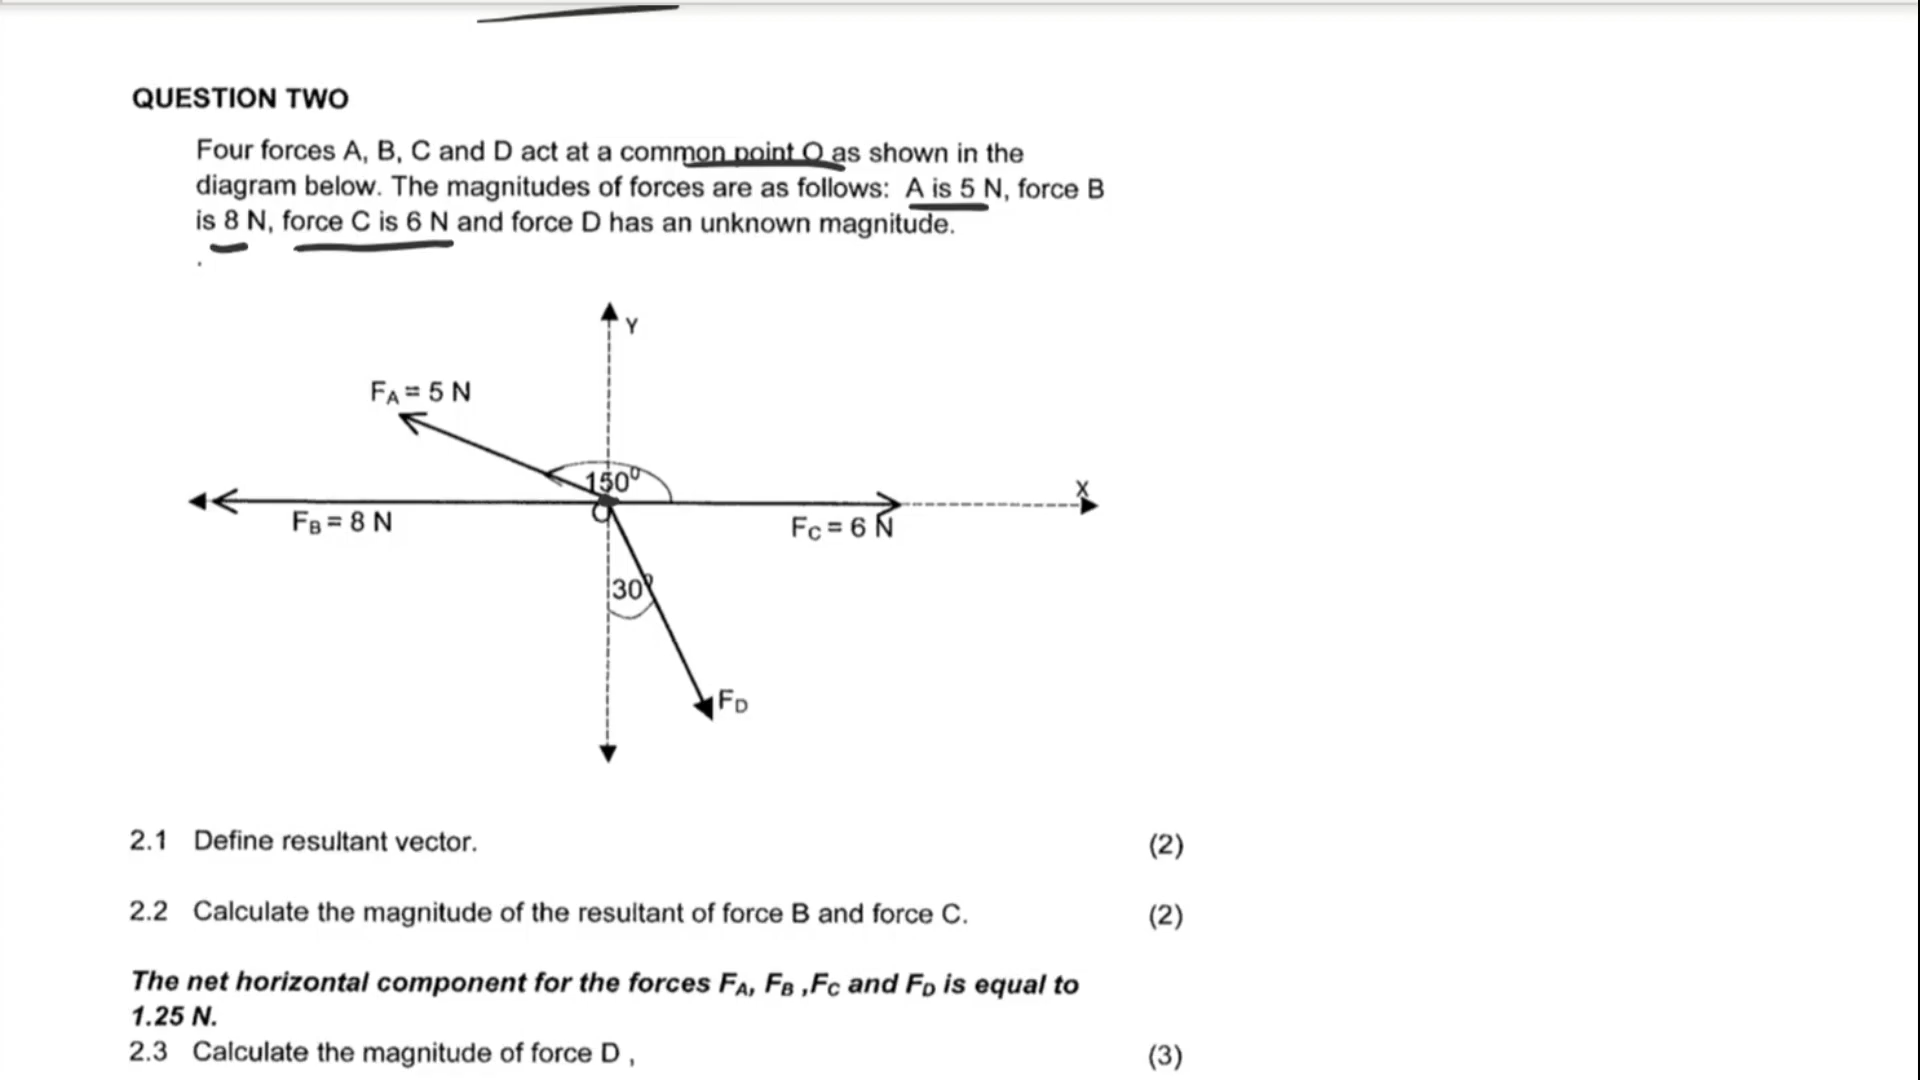 QUESTION TWO
Four forces A, B, C and D act at a common point O as shown in the
diagram below. The magnitudes of forces are as follows: A is 5 N, force B
is 8 N, force C is 6 N and force D has an unknown magnitude.
.
Y
FA = 5 N
150⁰
X
O
FB = 8 N
FC = 6 N
30⁰
FD
2.1 Define resultant vector. (2)
2.2 Calculate the magnitude of the resultant of force B and force C. (2)
The net horizontal component for the forces FA, FB ,FC and FD is equal to
1.25 N.
2.3 Calculate the magnitude of force D , (3)